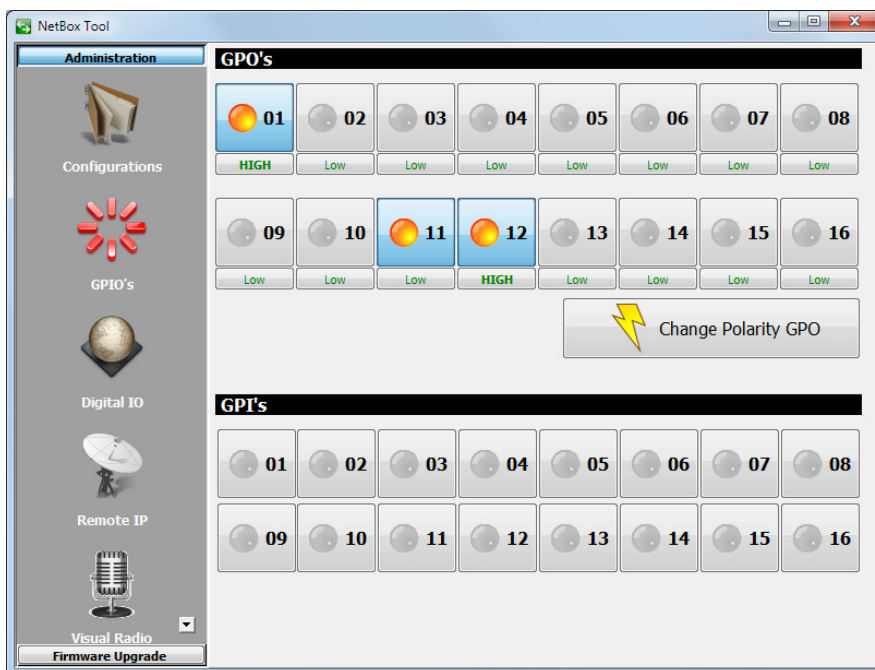 NetBox Tool
Administration
Configurations
GPIO's
Digital IO
Remote IP
Visual Radio
Firmware Upgrade
GPO's
01 02 03 04 05 06 07 08
HIGH Low Low Low Low Low Low Low
09 10 11 12 13 14 15 16
Low Low Low HIGH Low Low Low Low
Change Polarity GPO
GPI's
01 02 03 04 05 06 07 08
09 10 11 12 13 14 15 16